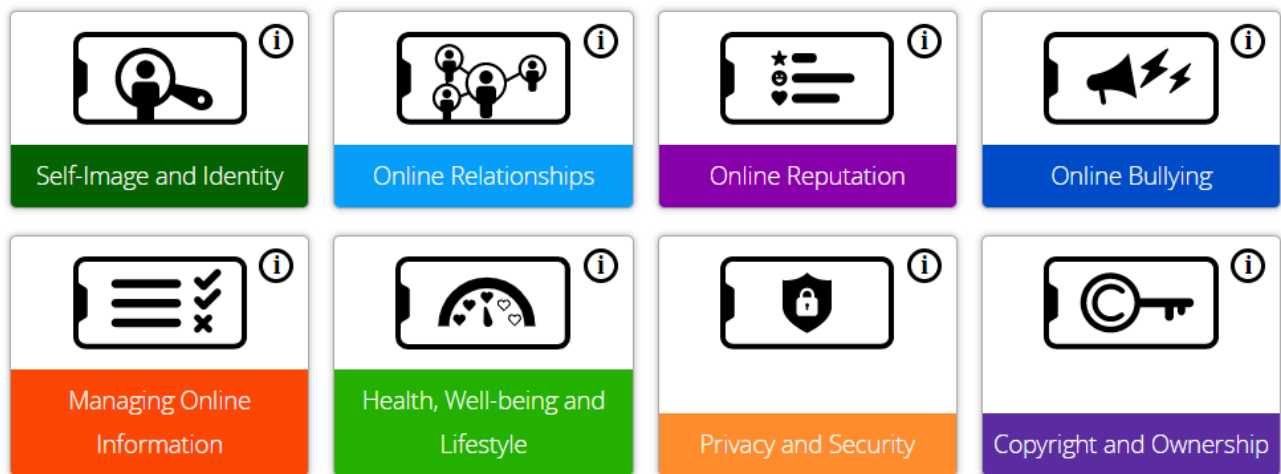 i
i
i
i
Self-Image and Identity
Online Relationships
Online Reputation
Online Bullying
i
i
i
i
Managing Online
Information
Health, Well-being and
Lifestyle
Privacy and Security
Copyright and Ownership